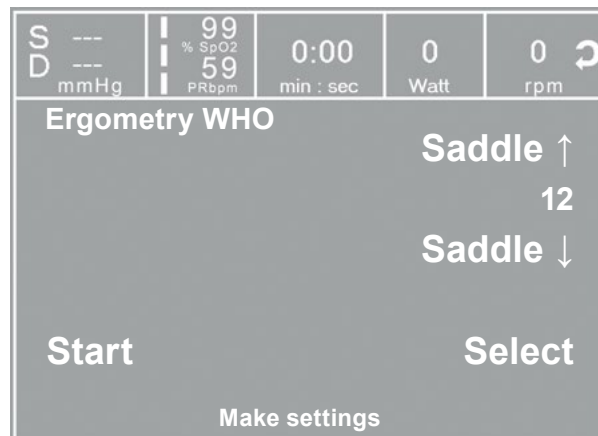 S ---
D ---
mmHg
99
% SpO2
59
PRbpm
0:00
min : sec
0
Watt
0
rpm
Ergometry WHO
Saddle ↑
12
Saddle ↓
Start
Select
Make settings